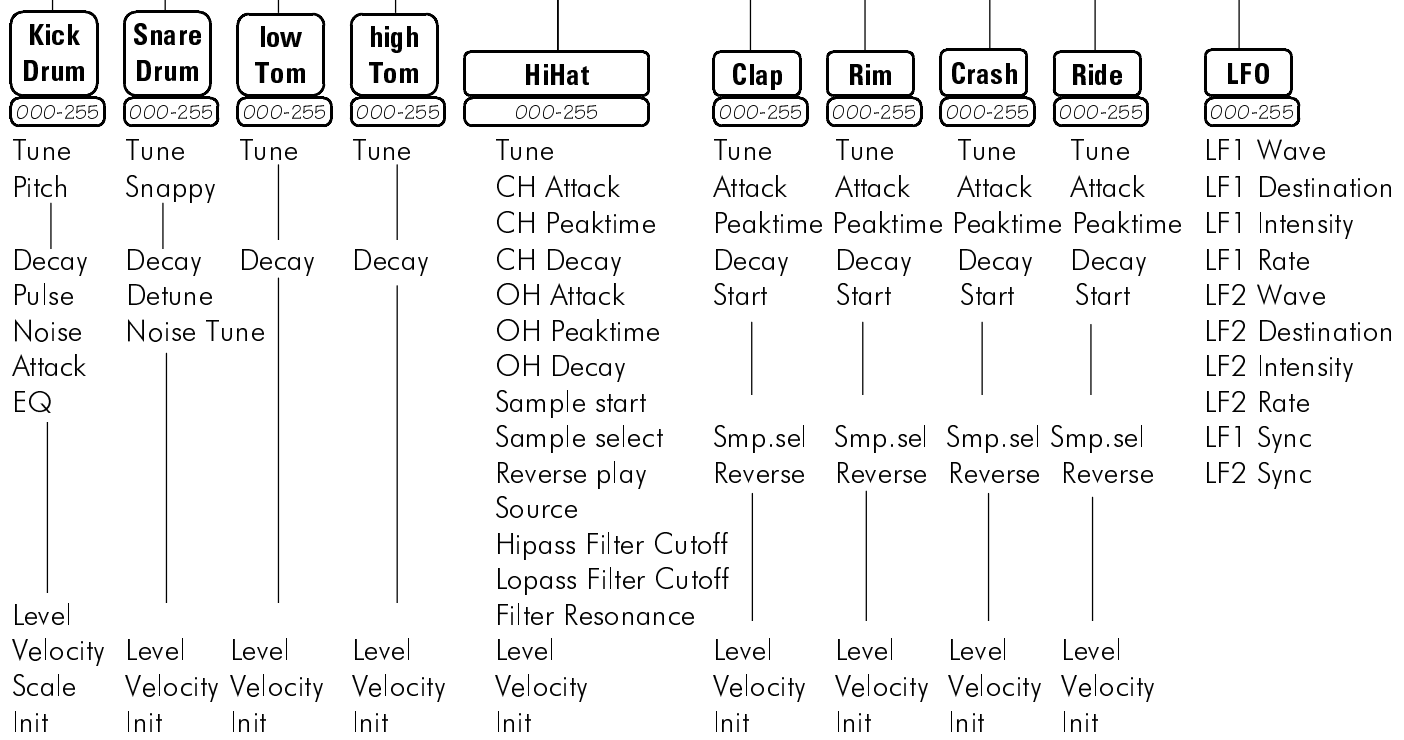 Kick Drum
000-255
Tune
Pitch
Decay
Pulse
Noise
Attack
EQ
Level
Velocity
Scale
Init
Snare Drum
000-255
Tune
Snappy
Decay
Detune
Noise Tune
Level
Velocity
Init
low Tom
000-255
Tune
Decay
Level
Velocity
Init
high Tom
000-255
Tune
Decay
Level
Velocity
Init
HiHat
000-255
Tune
CH Attack
CH Peaktime
CH Decay
OH Attack
OH Peaktime
OH Decay
Sample start
Sample select
Reverse play
Source
Hipass Filter Cutoff
Lopass Filter Cutoff
Filter Resonance
Level
Velocity
Init
Clap
000-255
Tune
Attack
Peaktime
Decay
Start
Smp.sel
Reverse
Level
Velocity
Init
Rim
000-255
Tune
Attack
Peaktime
Decay
Start
Smp.sel
Reverse
Level
Velocity
Init
Crash
000-255
Tune
Attack
Peaktime
Decay
Start
Smp.sel
Reverse
Level
Velocity
Init
Ride
000-255
Tune
Attack
Peaktime
Decay
Start
Smp.sel
Reverse
Level
Velocity
Init
LFO
000-255
LF1 Wave
LF1 Destination
LF1 Intensity
LF1 Rate
LF2 Wave
LF2 Destination
LF2 Intensity
LF2 Rate
LF1 Sync
LF2 Sync